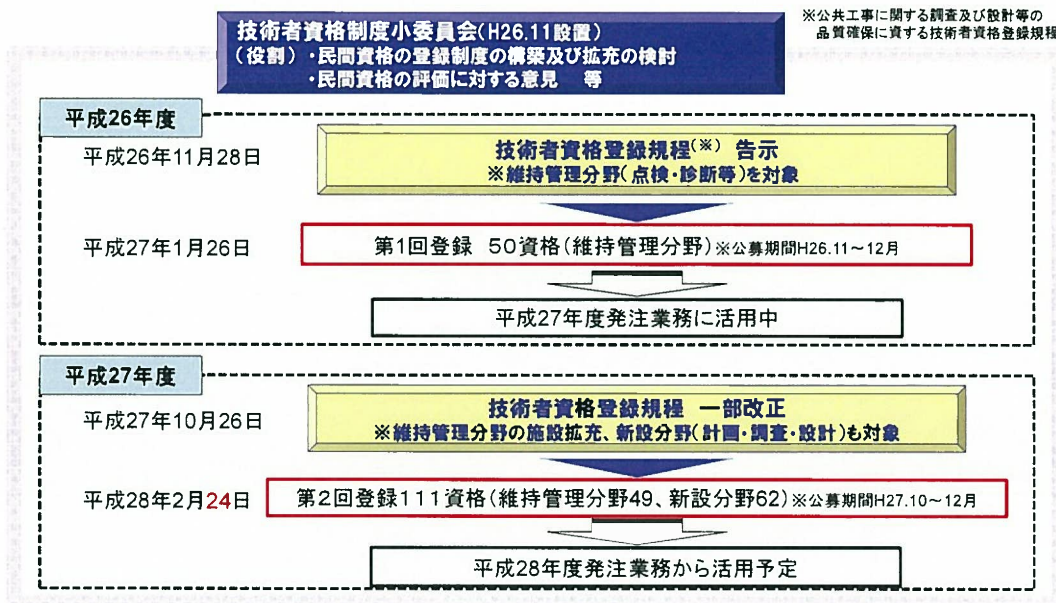 技術者資格制度小委員会(H26.11設置)
(役割)・民間資格の登録制度の構築及び拡充の検討
・民間資格の評価に対する意見 等
※公共工事に関する調査及び設計等の
品質確保に資する技術者資格登録規程
平成26年度
平成26年11月28日
技術者資格登録規程(※) 告示
※維持管理分野(点検・診断等)を対象
平成27年1月26日
第1回登録 50資格(維持管理分野)※公募期間H26.11～12月
平成27年度発注業務に活用中
平成27年度
平成27年10月26日
技術者資格登録規程 一部改正
※維持管理分野の施設拡充、新設分野(計画・調査・設計)も対象
平成28年2月24日
第2回登録111資格(維持管理分野49、新設分野62)※公募期間H27.10～12月
平成28年度発注業務から活用予定